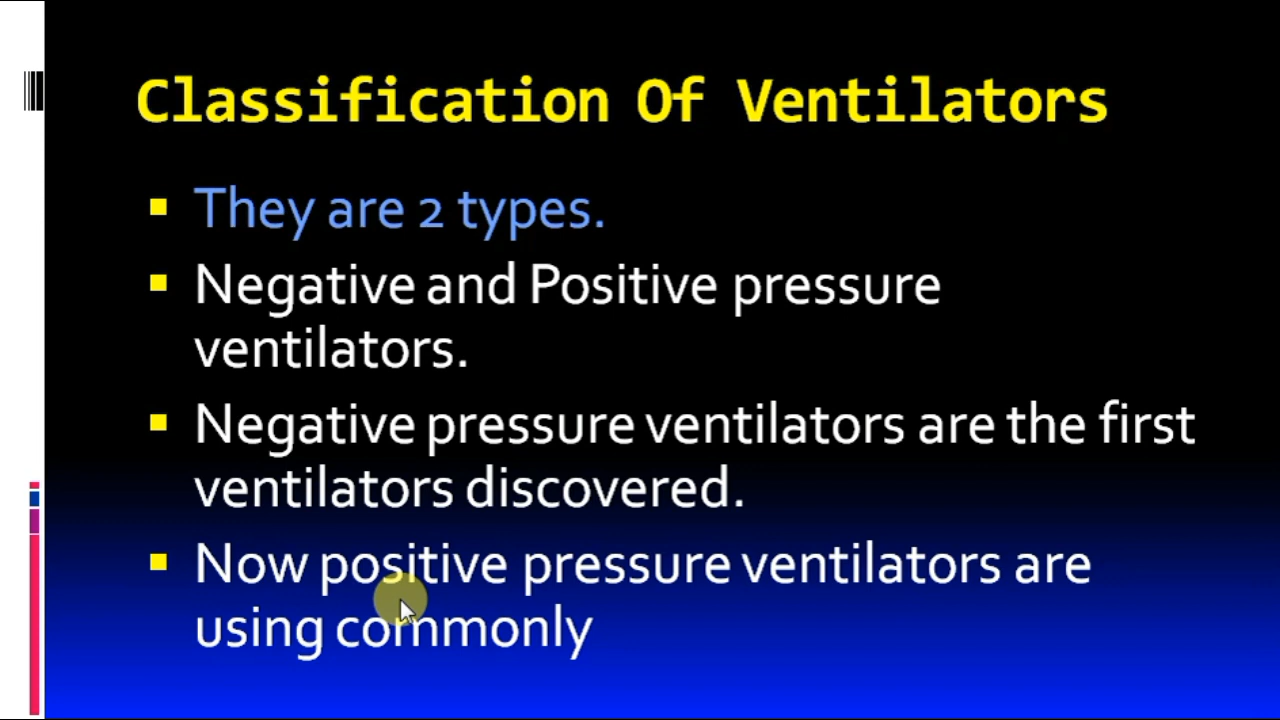 Classification Of Ventilators
They are 2 types.
Negative and Positive pressure
ventilators.
Negative pressure ventilators are the first
ventilators discovered.
Now positive pressure ventilators are
using commonly